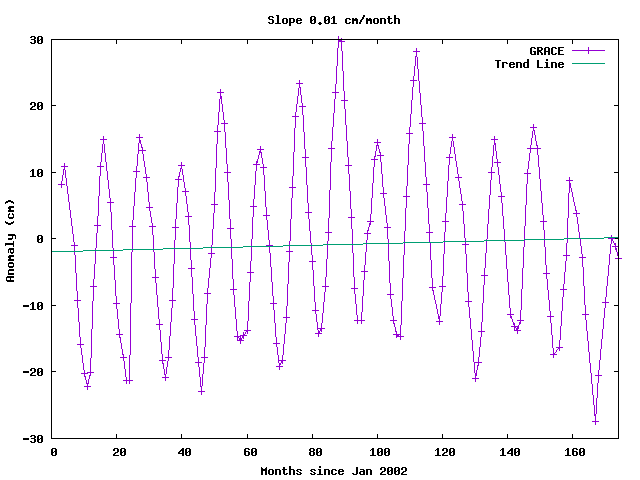 Slope 0.01 cm/month
GRACE
Trend Line
Anomaly (cm)
30
20
10
0
-10
-20
-30
0 20 40 60 80 100 120 140 160
Months since Jan 2002